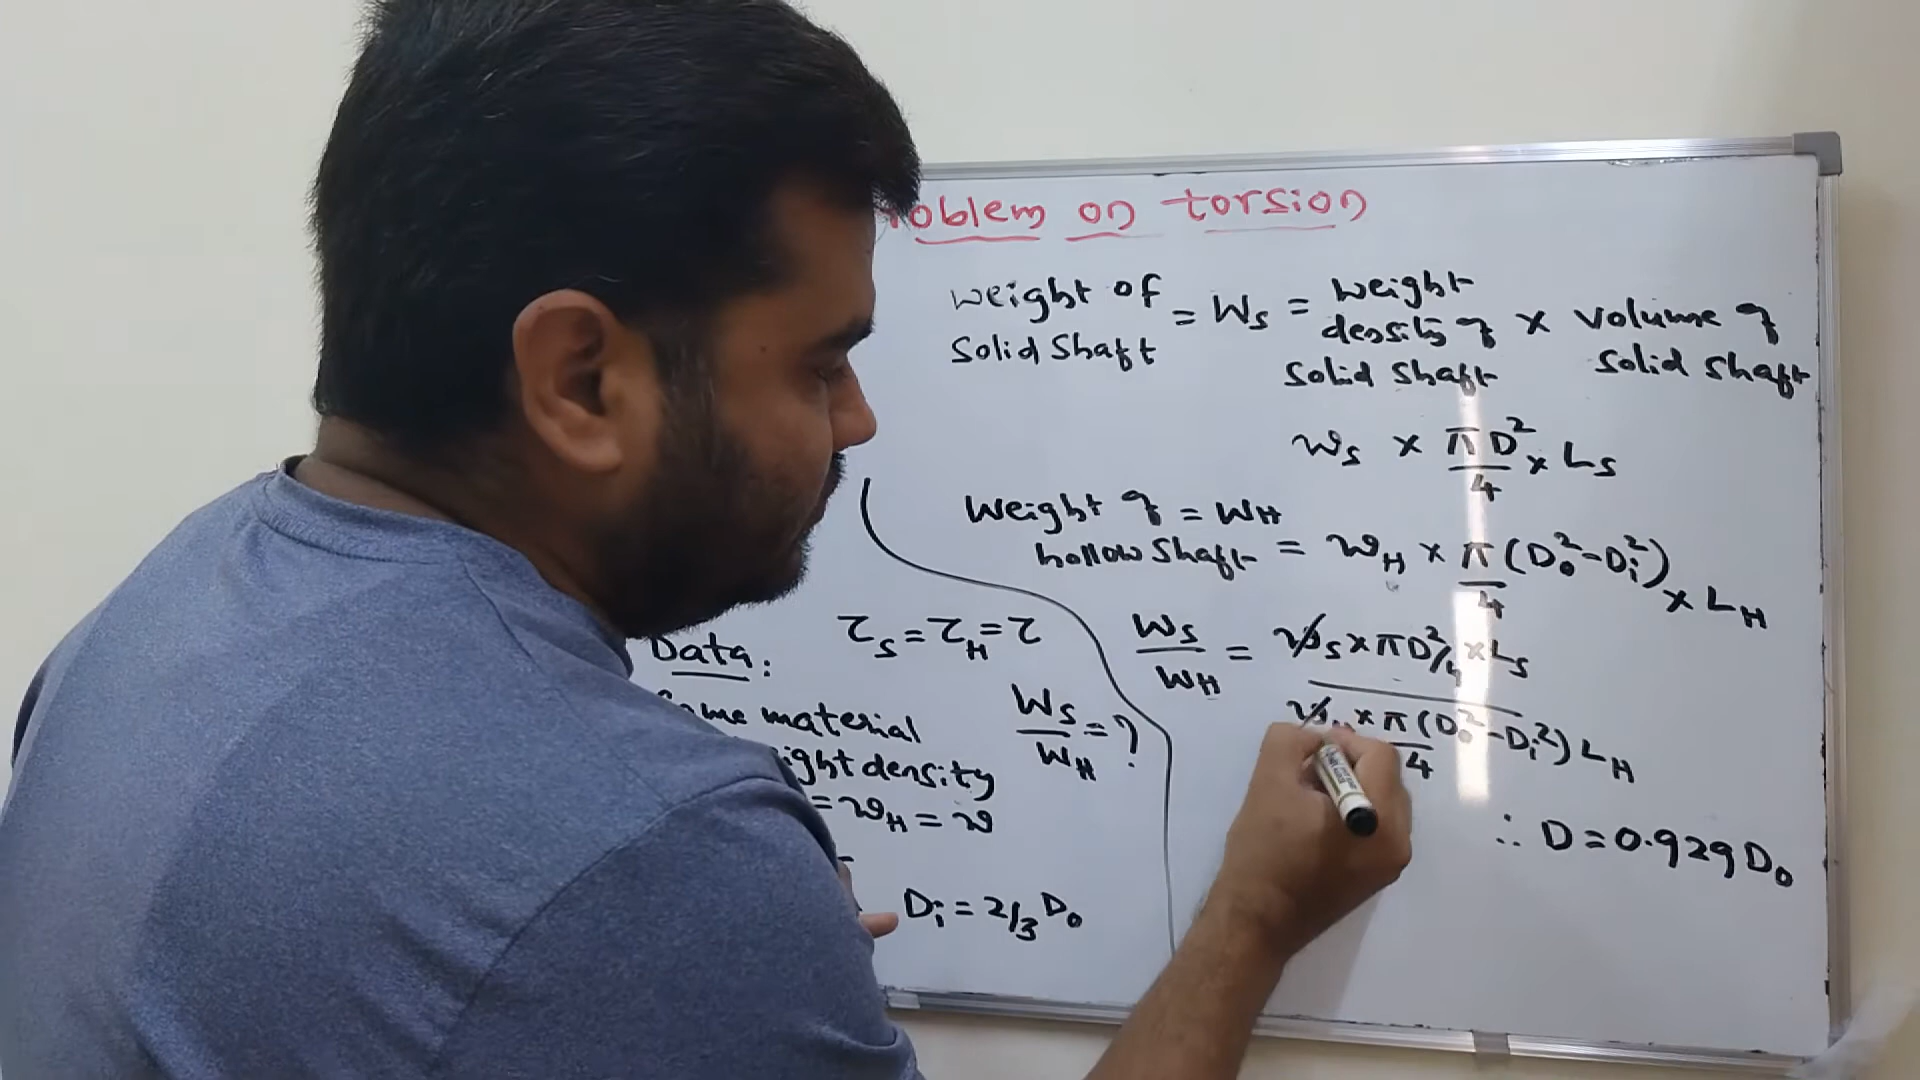 roblem on torsion
Weight of
Solid Shaft = Ws = Weight density of Solid Shaft × Volume of Solid Shaft
ws × πD²/4 × Ls
Weight of hollow Shaft = WH
= wH × π/4 (Do² - Di²) × LH
Ws/WH = ws × πD²/4 × Ls
w × π/4 (Do² - Di²) LH
∴ D = 0.929 Do
Data:
τs = τH = τ
me material
ight density
= wH = w
Ws/WH = ?
Di = 2/3 Do